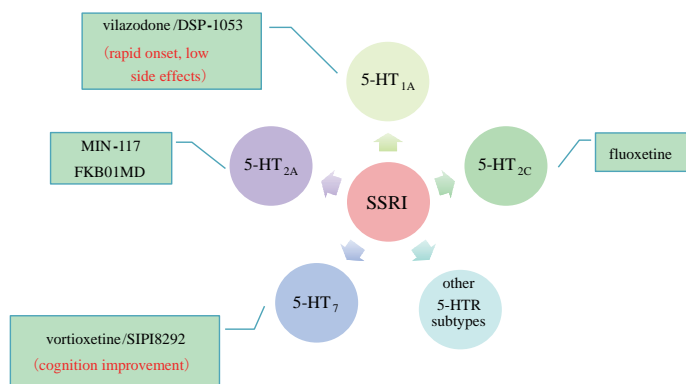 vilazodone/DSP-1053
(rapid onset, low
side effects)
5-HT1A
MIN-117
FKB01MD
5-HT2A
5-HT2C
fluoxetine
SSRI
5-HT7
other
5-HTR
subtypes
vortioxetine/SIPI8292
(cognition improvement)